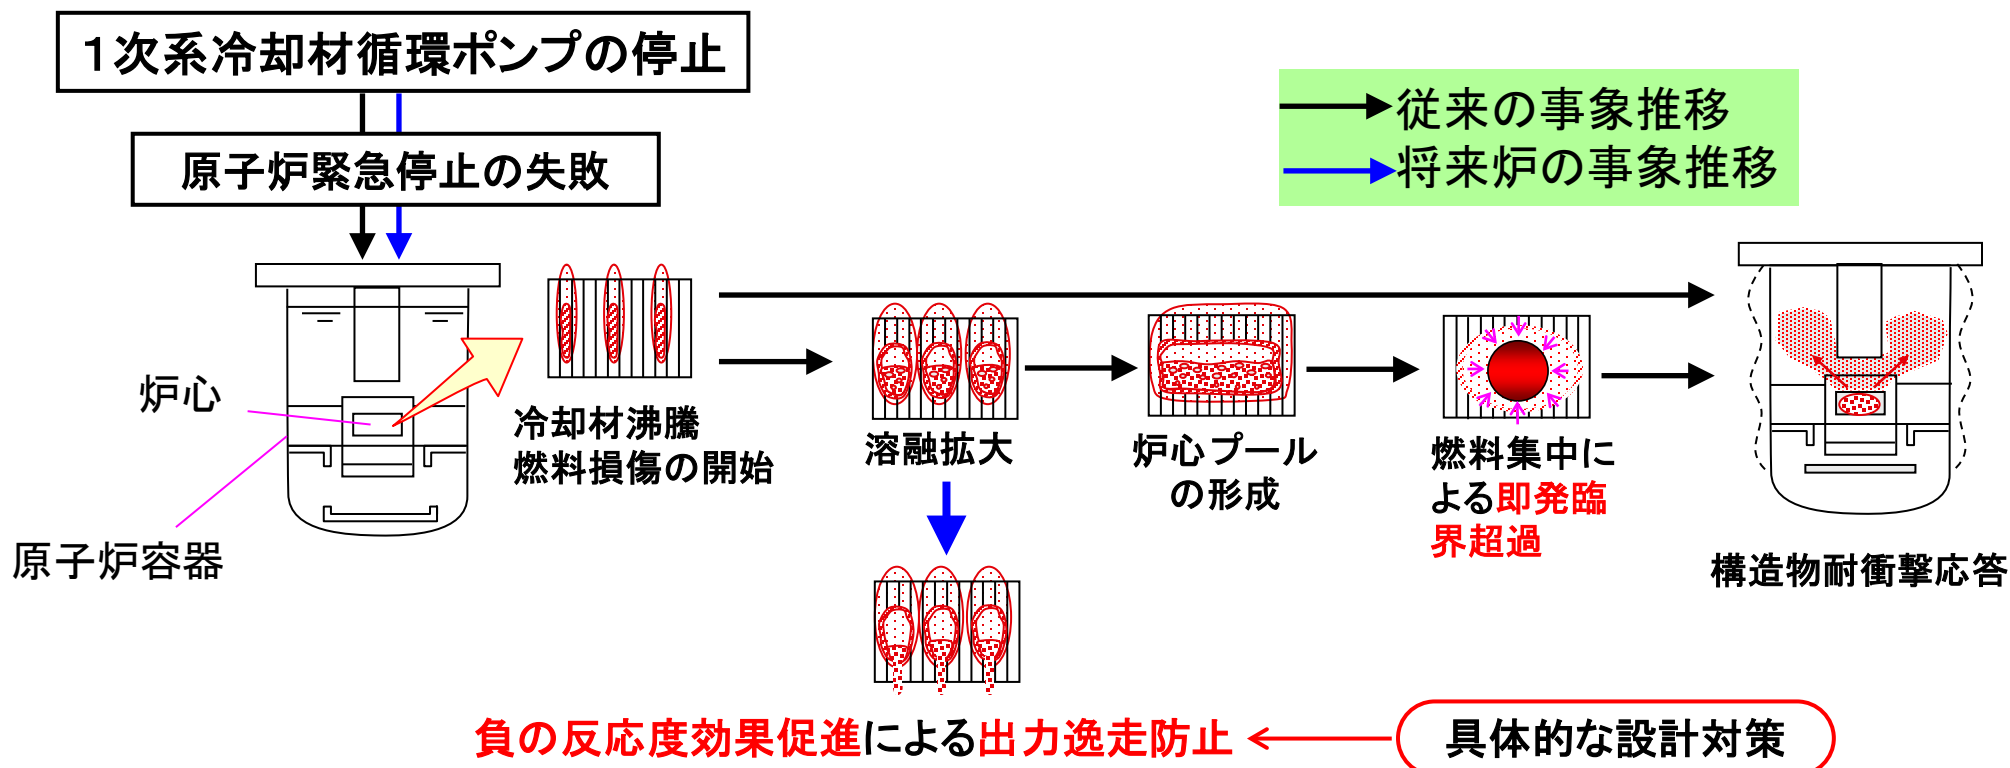 1次系冷却材循環ポンプの停止
原子炉緊急停止の失敗
従来の事象推移
将来炉の事象推移
炉心
原子炉容器
冷却材沸騰
燃料損傷の開始
溶融拡大
炉心プール
の形成
燃料集中に
よる即発臨
界超過
構造物耐衝撃応答
負の反応度効果促進による出力逸走防止
具体的な設計対策